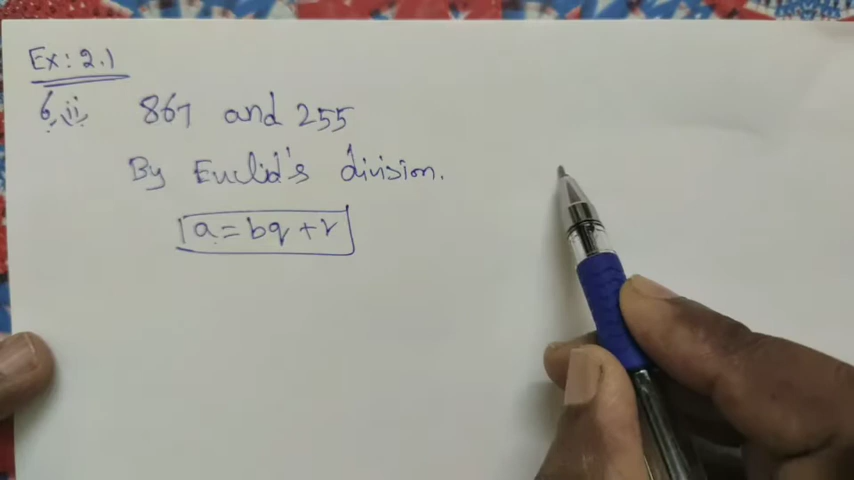 Ex: 2.1
6, ii 867 and 255
By Euclid's division.
a = bq + r